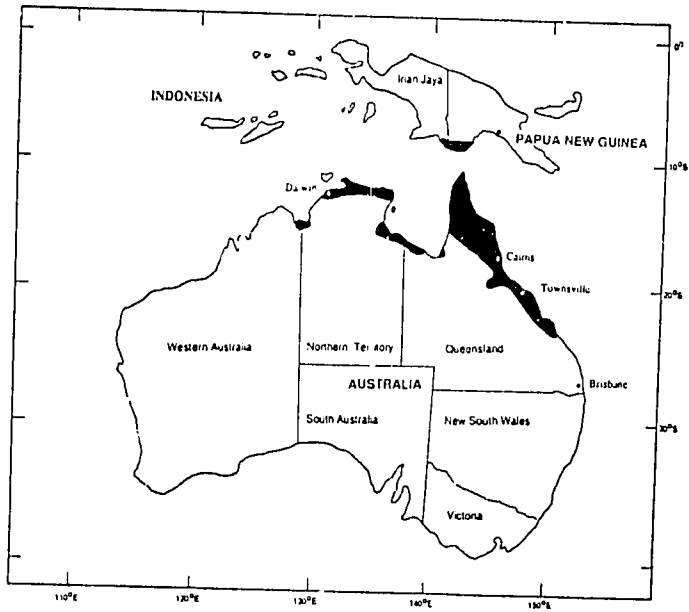 0°
Irian Jaya
INDONESIA
PAPUA NEW GUINEA
10°S
Darwin
Cairns
Townsville
20°S
Western Australia
Northern Territory
Queensland
AUSTRALIA
Brisbane
South Australia
New South Wales
30°S
Victoria
110°E
120°E
130°E
140°E
150°E